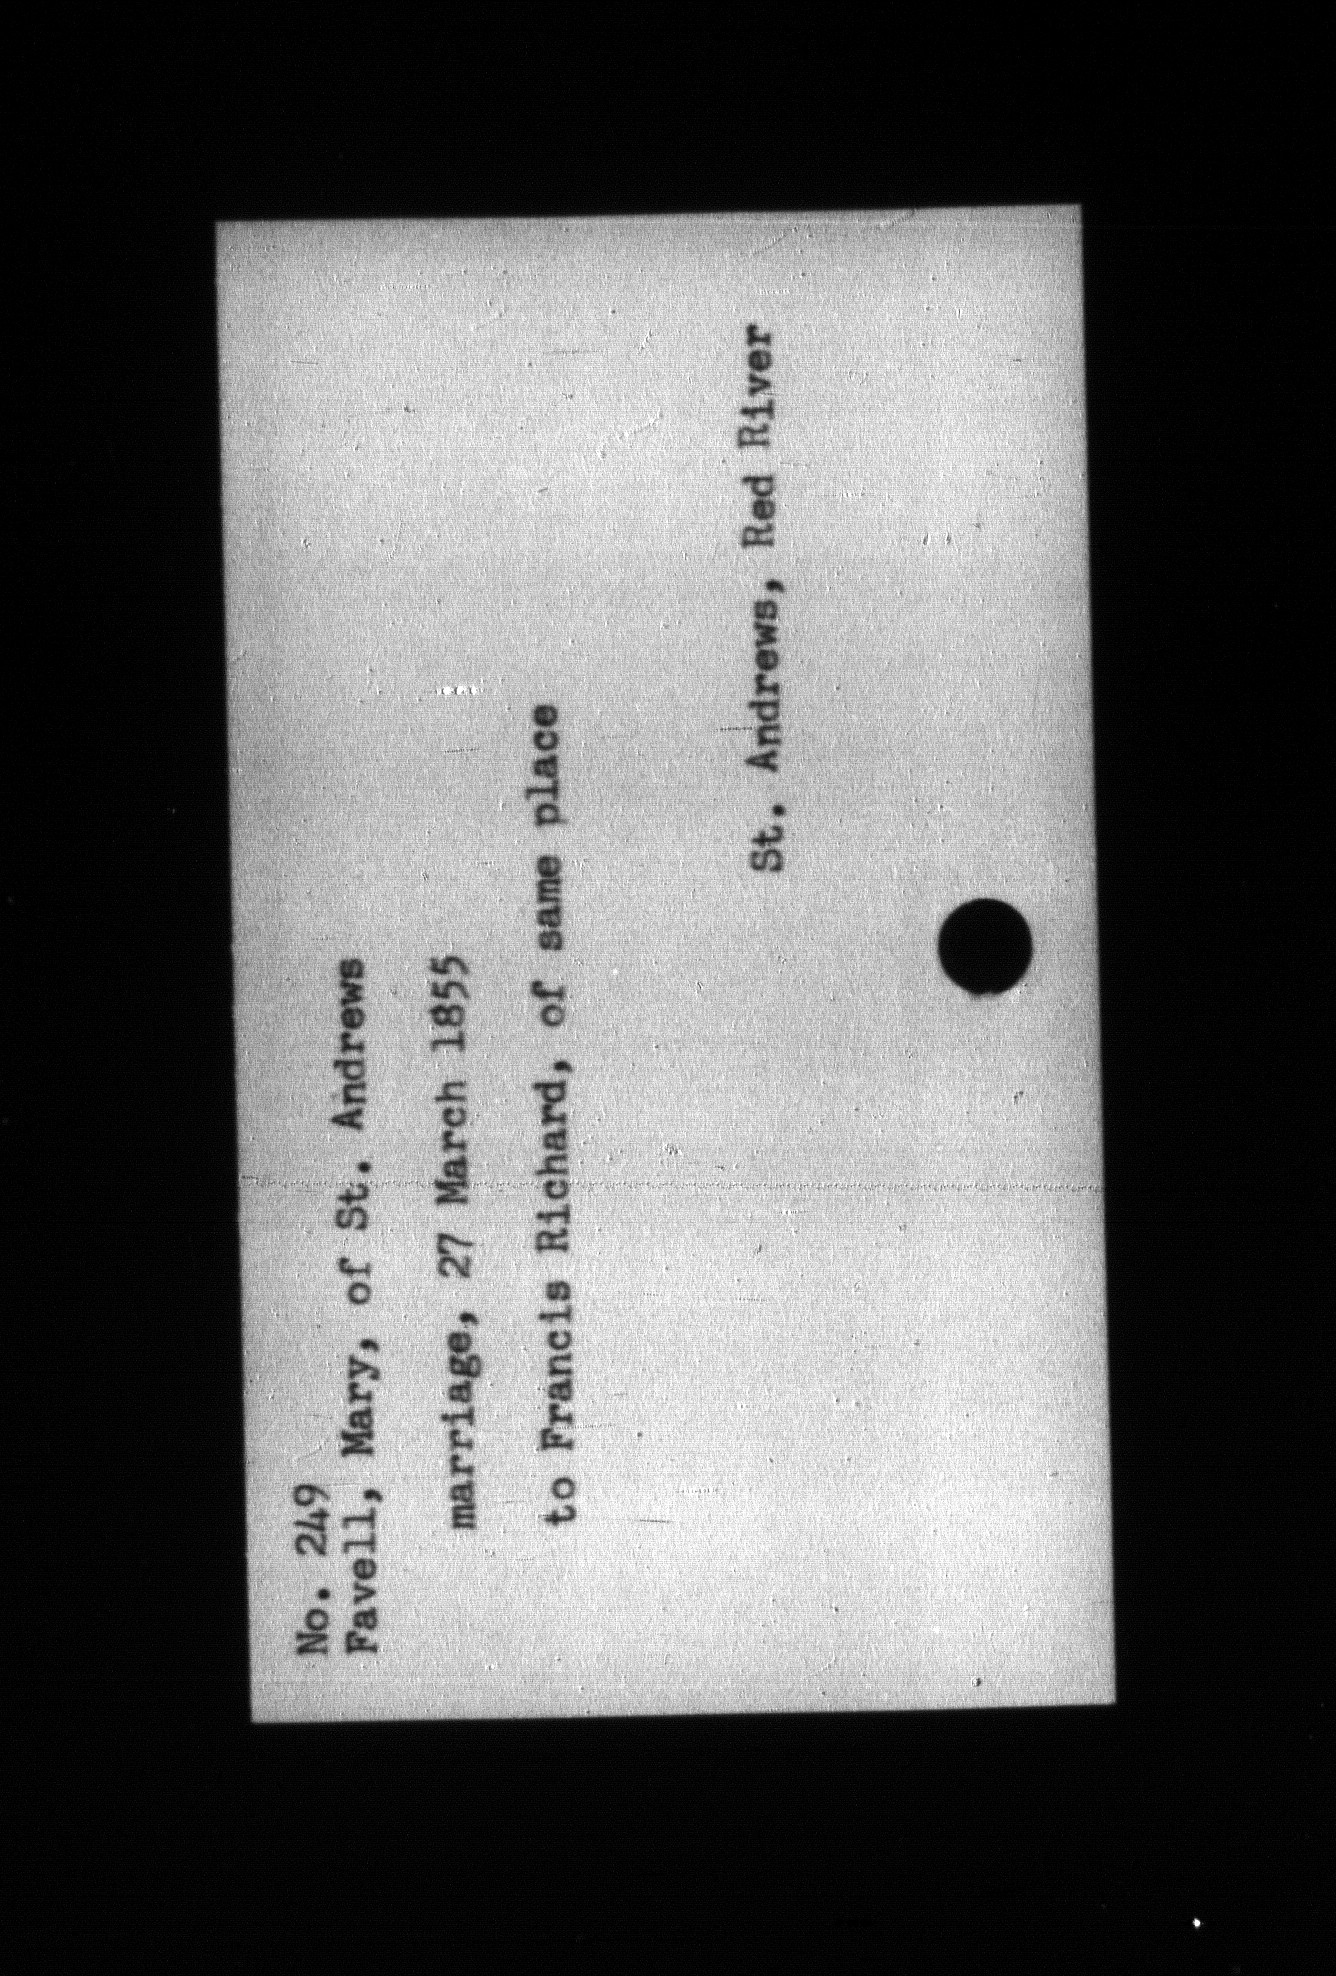 No. 249
Favell, Mary, of St. Andrews
marriage, 27 March 1855
to Francis Richard, of same place
St. Andrews, Red River